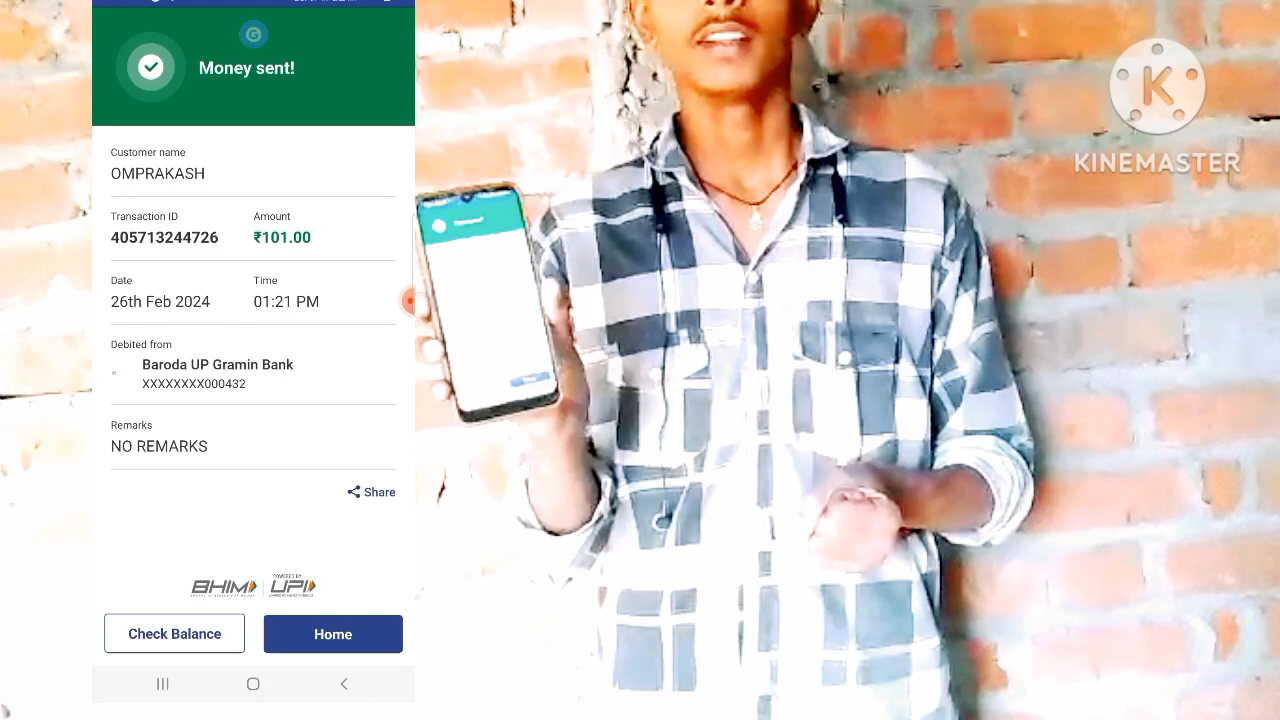 Money sent!
Customer name
OMPRAKASH
Transaction ID
Amount
405713244726
₹101.00
Date
Time
26th Feb 2024
01:21 PM
Debited from
Baroda UP Gramin Bank
XXXXXXXX000432
Remarks
NO REMARKS
Share
BHIM
POWERED BY
UPI
Check Balance
Home
K
KINEMASTER